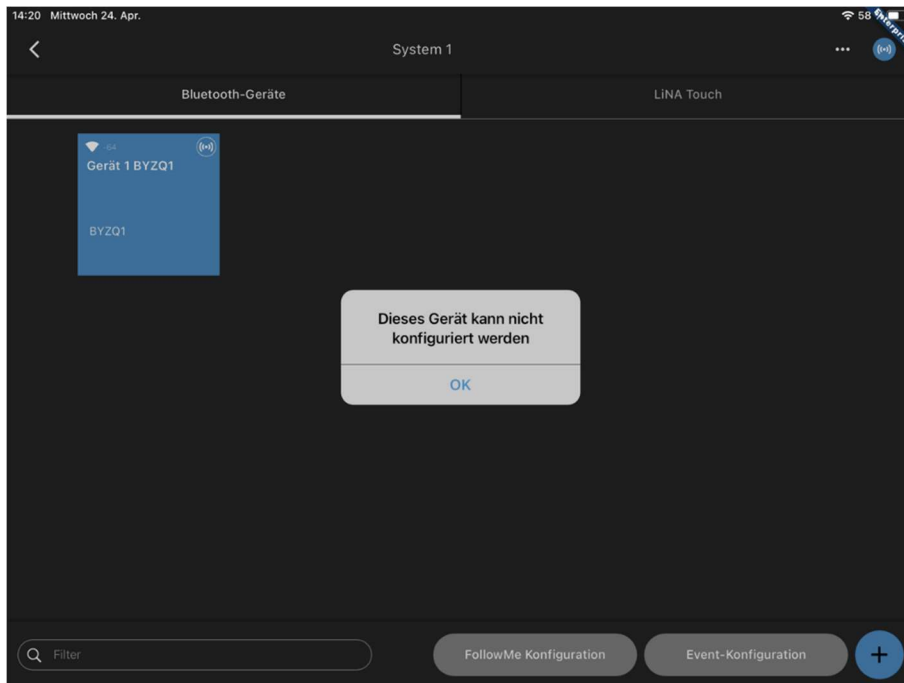 14:20 Mittwoch 24. Apr.
58
Enterpri
System 1
Bluetooth-Geräte
LiNA Touch
-64
Gerät 1 BYZQ1
BYZQ1
Dieses Gerät kann nicht
konfiguriert werden
OK
Filter
FollowMe Konfiguration
Event-Konfiguration